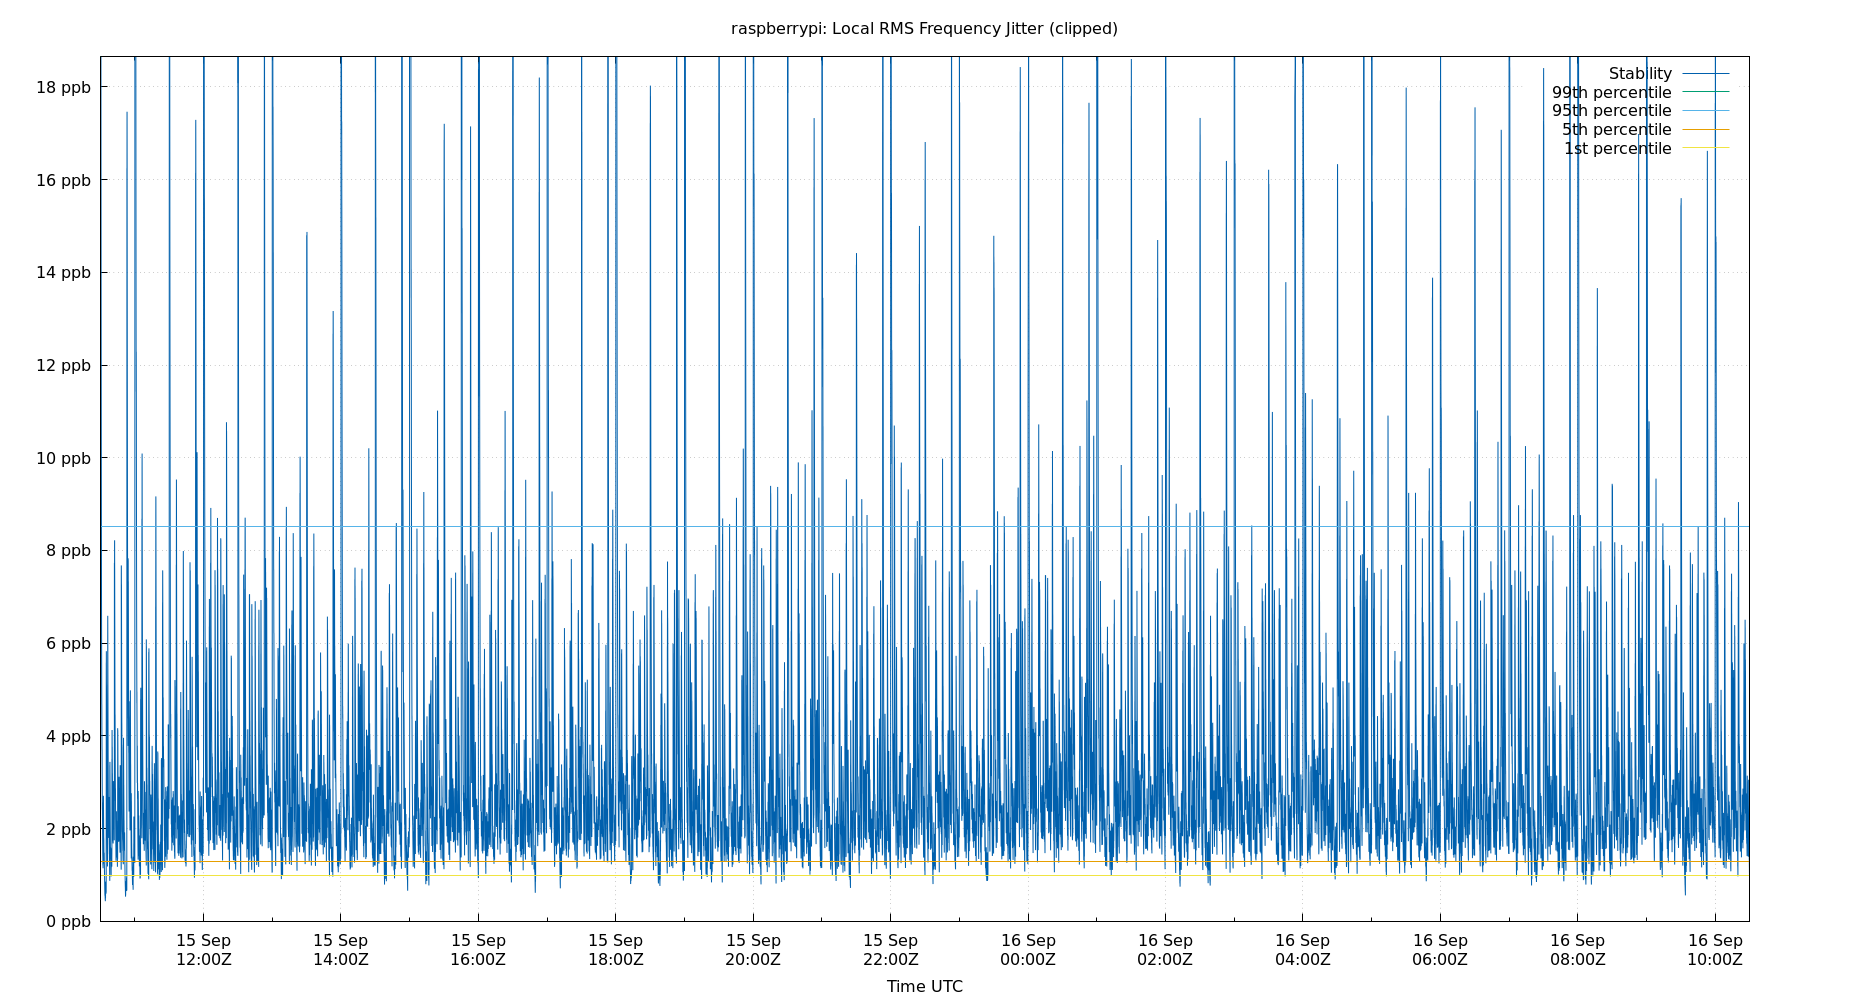 raspberrypi: Local RMS Frequency Jitter (clipped)
Stability
99th percentile
95th percentile
5th percentile
1st percentile
18 ppb
16 ppb
14 ppb
12 ppb
10 ppb
8 ppb
6 ppb
4 ppb
2 ppb
0 ppb
15 Sep 15 Sep 15 Sep 15 Sep 15 Sep 15 Sep 16 Sep 16 Sep 16 Sep 16 Sep 16 Sep 16 Sep
12:00Z 14:00Z 16:00Z 18:00Z 20:00Z 22:00Z 00:00Z 02:00Z 04:00Z 06:00Z 08:00Z 10:00Z
Time UTC